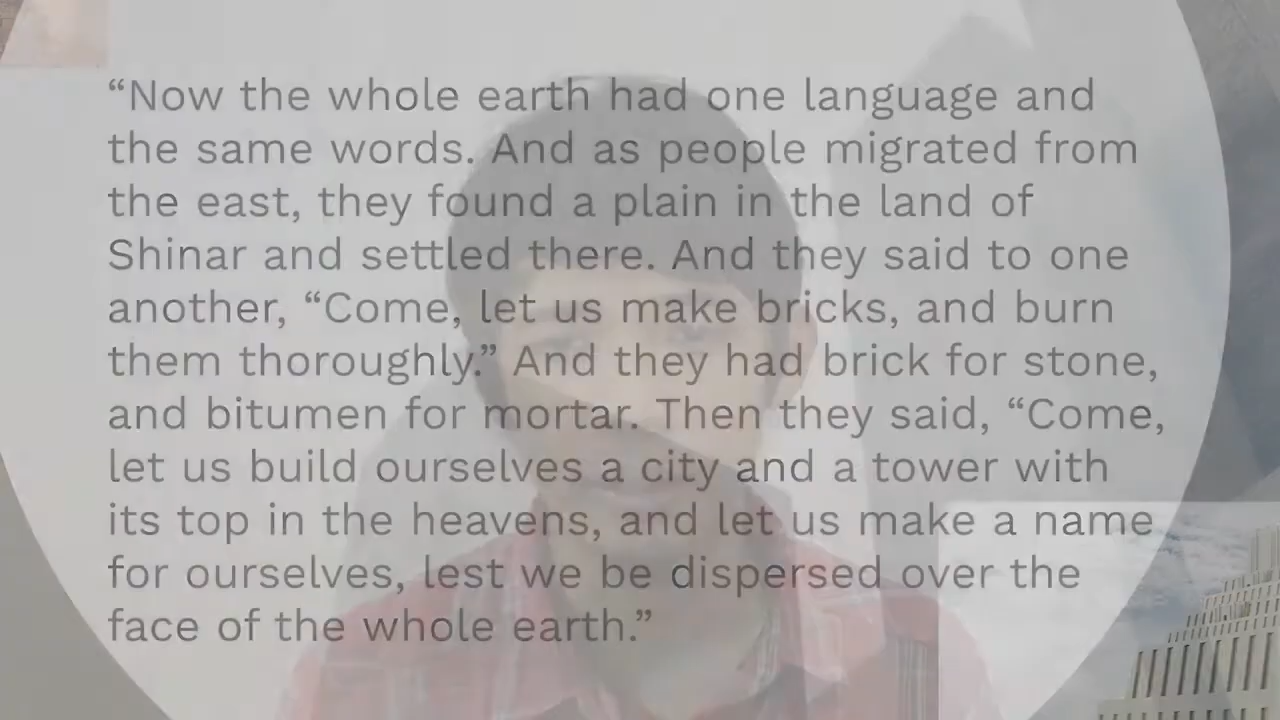 “Now the whole earth had one language and
the same words. And as people migrated from
the east, they found a plain in the land of
Shinar and settled there. And they said to one
another, “Come, let us make bricks, and burn
them thoroughly.” And they had brick for stone,
and bitumen for mortar. Then they said, “Come,
let us build ourselves a city and a tower with
its top in the heavens, and let us make a name
for ourselves, lest we be dispersed over the
face of the whole earth.”